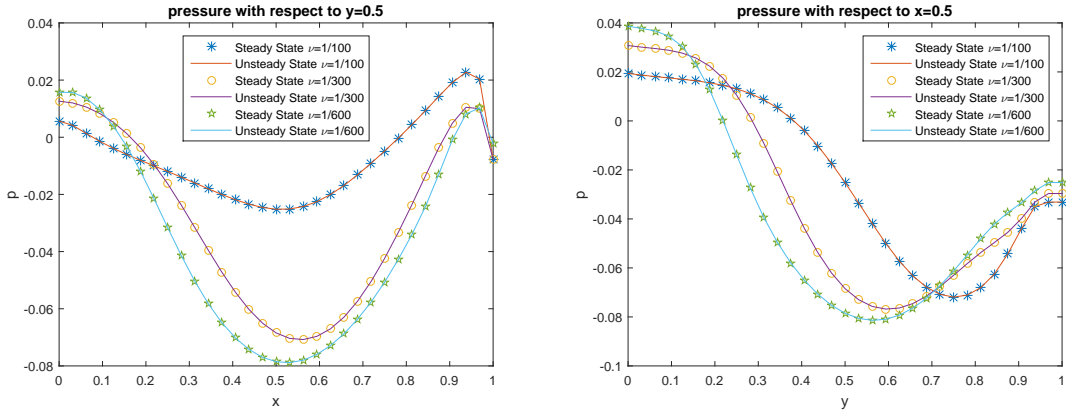 pressure with respect to y=0.5
0.04
0.02
0
-0.02
-0.04
-0.06
-0.08
p
0 0.1 0.2 0.3 0.4 0.5 0.6 0.7 0.8 0.9 1
x
Steady State ν=1/100
Unsteady State ν=1/100
Steady State ν=1/300
Unsteady State ν=1/300
Steady State ν=1/600
Unsteady State ν=1/600
pressure with respect to x=0.5
0.04
0.02
0
-0.02
-0.04
-0.06
-0.08
-0.1
p
0 0.1 0.2 0.3 0.4 0.5 0.6 0.7 0.8 0.9 1
y
Steady State ν=1/100
Unsteady State ν=1/100
Steady State ν=1/300
Unsteady State ν=1/300
Steady State ν=1/600
Unsteady State ν=1/600